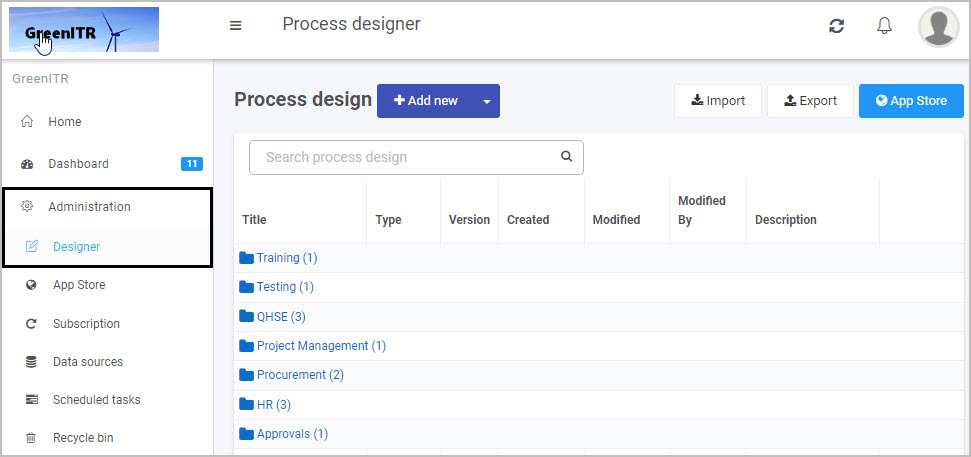 GreenITR
Process designer
GreenITR
Home
Dashboard 11
Administration
Designer
App Store
Subscription
Data sources
Scheduled tasks
Recycle bin
Process design
Add new
Import
Export
App Store
Search process design
Title Type Version Created Modified Modified By Description
Training (1)
Testing (1)
QHSE (3)
Project Management (1)
Procurement (2)
HR (3)
Approvals (1)